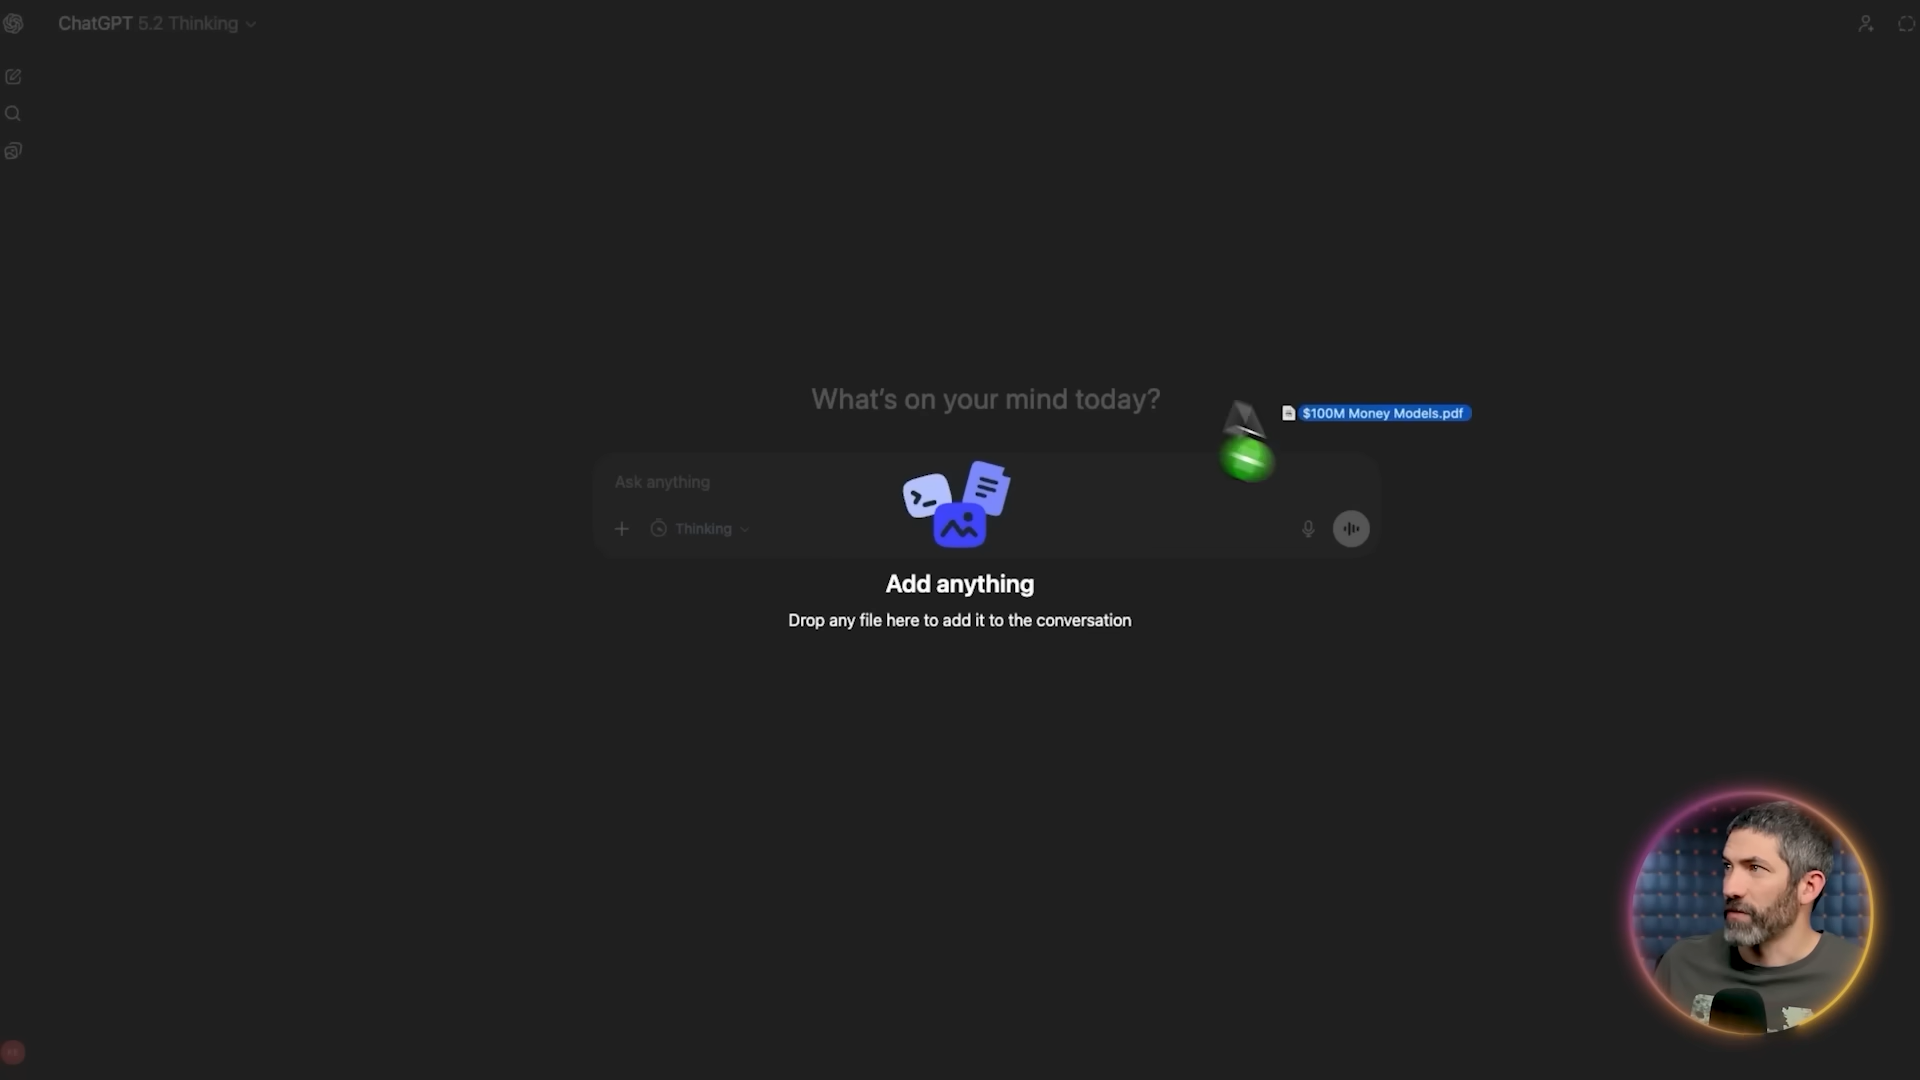 ChatGPT 5.2 Thinking
What's on your mind today?
$100M Money Models.pdf
Ask anything
Thinking
Add anything
Drop any file here to add it to the conversation